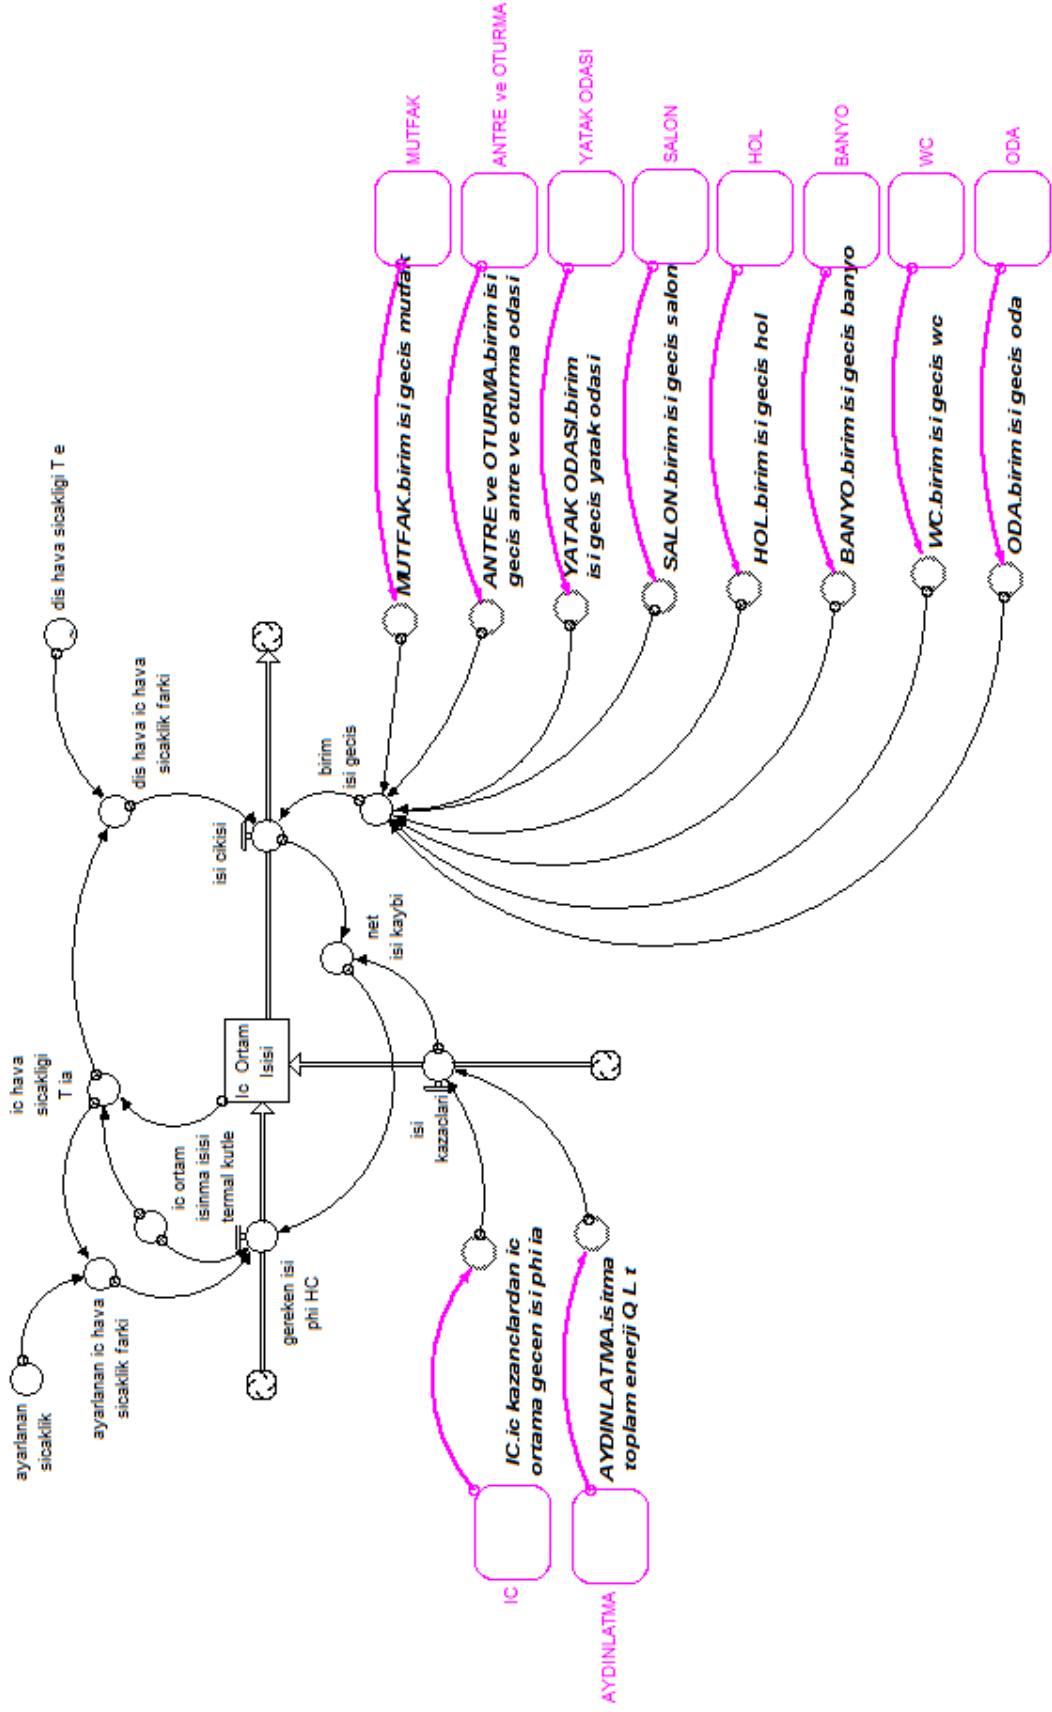 ayarlanan
sicaklik
ayarlanan ic hava
sicaklik farki
ic hava
sicakligi
T ia
dis hava sicakligi T e
dis hava ic hava
sicaklik farki
ic ortam
isinma isisi
termal kutle
gereken isi
phi HC
Ic Ortam
Isisi
isi cikisi
birim
isi gecis
net
isi kaybi
isi
kazaclari
IC.ic kazanclardan ic
ortama gecen isi phi ia
AYDINLATMA.isitma
toplam enerji Q L t
IC
AYDINLATMA
MUTFAK.birim isi gecis mutfak
ANTRE ve OTURMA.birim isi
gecis antre ve oturma odasi
YATAK ODASI.birim
isi gecis yatak odasi
SALON.birim isi gecis salon
HOL.birim isi gecis hol
BANYO.birim isi gecis banyo
WC.birim isi gecis wc
ODA.birim isi gecis oda
MUTFAK
ANTRE ve OTURMA
YATAK ODASI
SALON
HOL
BANYO
WC
ODA